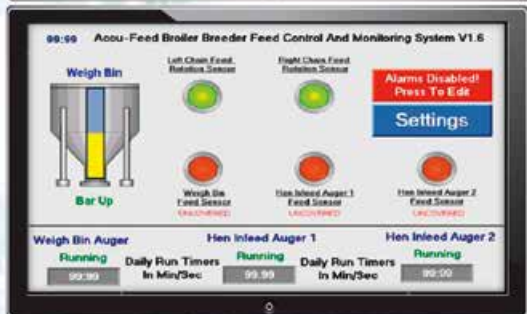 99:99 Accu-Feed Broiler Breeder Feed Control And Monitoring System V1.6
Left Chain Feed
Rotation Sensor
Right Chain Feed
Rotation Sensor
Weigh Bin
Alarms Disabled!
Press To Edit
Settings
Bar Up
Weigh Bin
Feed Sensor
UNCOVERED
Hen Infeed Auger 1
Feed Sensor
UNCOVERED
Hen Infeed Auger 2
Feed Sensor
UNCOVERED
Weigh Bin Auger
Hen Infeed Auger 1
Hen Infeed Auger 2
Running
99:99
Daily Run Timers
In Min/Sec
Running
99:99
Daily Run Timers
In Min/Sec
Running
99:99